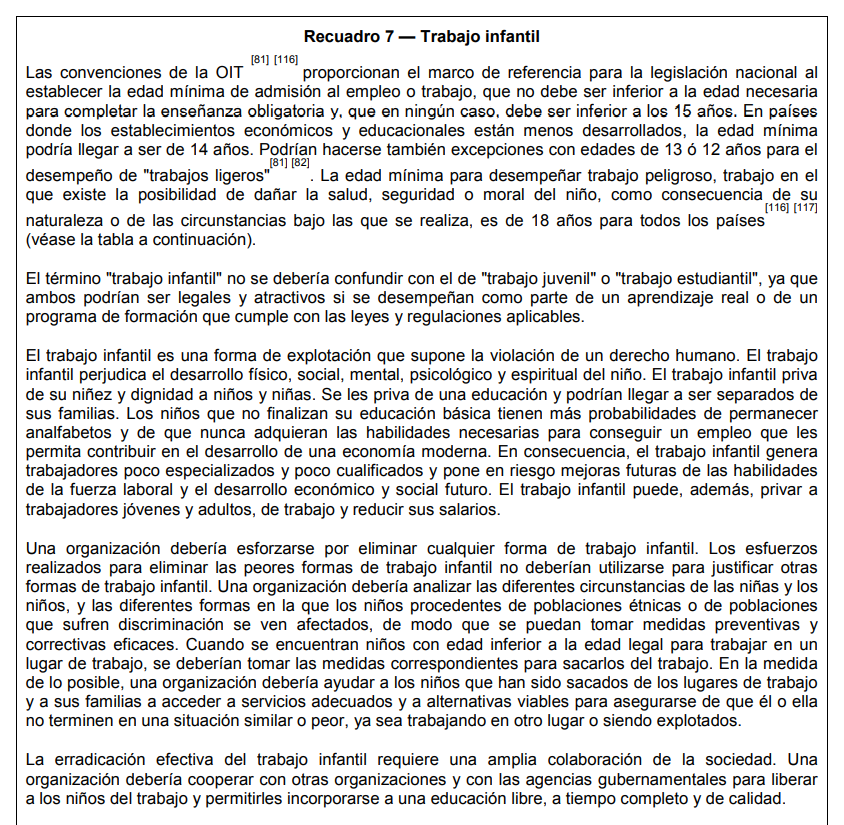 Recuadro 7 — Trabajo infantil
Las convenciones de la OIT [81] [116] proporcionan el marco de referencia para la legislación nacional al
establecer la edad mínima de admisión al empleo o trabajo, que no debe ser inferior a la edad necesaria
para completar la enseñanza obligatoria y, que en ningún caso, debe ser inferior a los 15 años. En países
donde los establecimientos económicos y educacionales están menos desarrollados, la edad mínima
podría llegar a ser de 14 años. Podrían hacerse también excepciones con edades de 13 ó 12 años para el
desempeño de "trabajos ligeros"[81] [82]. La edad mínima para desempeñar trabajo peligroso, trabajo en el
que existe la posibilidad de dañar la salud, seguridad o moral del niño, como consecuencia de su
naturaleza o de las circunstancias bajo las que se realiza, es de 18 años para todos los países[116] [117]
(véase la tabla a continuación).
El término "trabajo infantil" no se debería confundir con el de "trabajo juvenil" o "trabajo estudiantil", ya que
ambos podrían ser legales y atractivos si se desempeñan como parte de un aprendizaje real o de un
programa de formación que cumple con las leyes y regulaciones aplicables.
El trabajo infantil es una forma de explotación que supone la violación de un derecho humano. El trabajo
infantil perjudica el desarrollo físico, social, mental, psicológico y espiritual del niño. El trabajo infantil priva
de su niñez y dignidad a niños y niñas. Se les priva de una educación y podrían llegar a ser separados de
sus familias. Los niños que no finalizan su educación básica tienen más probabilidades de permanecer
analfabetos y de que nunca adquieran las habilidades necesarias para conseguir un empleo que les
permita contribuir en el desarrollo de una economía moderna. En consecuencia, el trabajo infantil genera
trabajadores poco especializados y poco cualificados y pone en riesgo mejoras futuras de las habilidades
de la fuerza laboral y el desarrollo económico y social futuro. El trabajo infantil puede, además, privar a
trabajadores jóvenes y adultos, de trabajo y reducir sus salarios.
Una organización debería esforzarse por eliminar cualquier forma de trabajo infantil. Los esfuerzos
realizados para eliminar las peores formas de trabajo infantil no deberían utilizarse para justificar otras
formas de trabajo infantil. Una organización debería analizar las diferentes circunstancias de las niñas y los
niños, y las diferentes formas en la que los niños procedentes de poblaciones étnicas o de poblaciones
que sufren discriminación se ven afectados, de modo que se puedan tomar medidas preventivas y
correctivas eficaces. Cuando se encuentran niños con edad inferior a la edad legal para trabajar en un
lugar de trabajo, se deberían tomar las medidas correspondientes para sacarlos del trabajo. En la medida
de lo posible, una organización debería ayudar a los niños que han sido sacados de los lugares de trabajo
y a sus familias a acceder a servicios adecuados y a alternativas viables para asegurarse de que él o ella
no terminen en una situación similar o peor, ya sea trabajando en otro lugar o siendo explotados.
La erradicación efectiva del trabajo infantil requiere una amplia colaboración de la sociedad. Una
organización debería cooperar con otras organizaciones y con las agencias gubernamentales para liberar
a los niños del trabajo y permitirles incorporarse a una educación libre, a tiempo completo y de calidad.